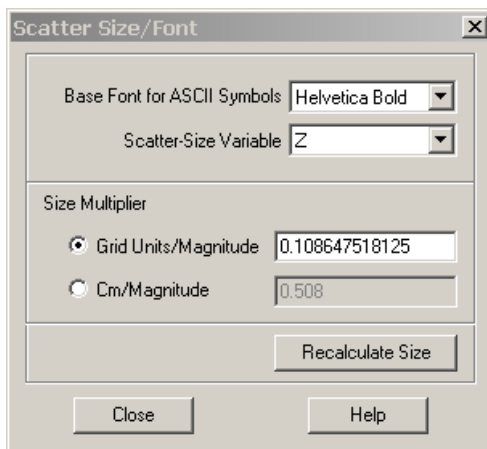 Scatter Size/Font
Base Font for ASCII Symbols Helvetica Bold
Scatter-Size Variable Z
Size Multiplier
Grid Units/Magnitude 0.108647518125
Cm/Magnitude 0.508
Recalculate Size
Close Help